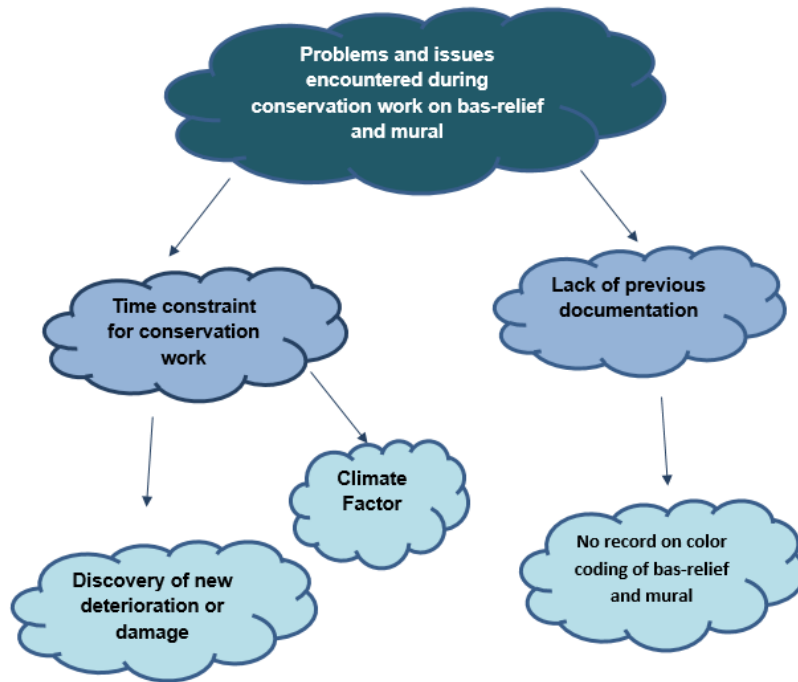 Problems and issues
encountered during
conservation work on bas-relief
and mural
Time constraint
for conservation
work
Lack of previous
documentation
Climate
Factor
Discovery of new
deterioration or
damage
No record on color
coding of bas-relief
and mural